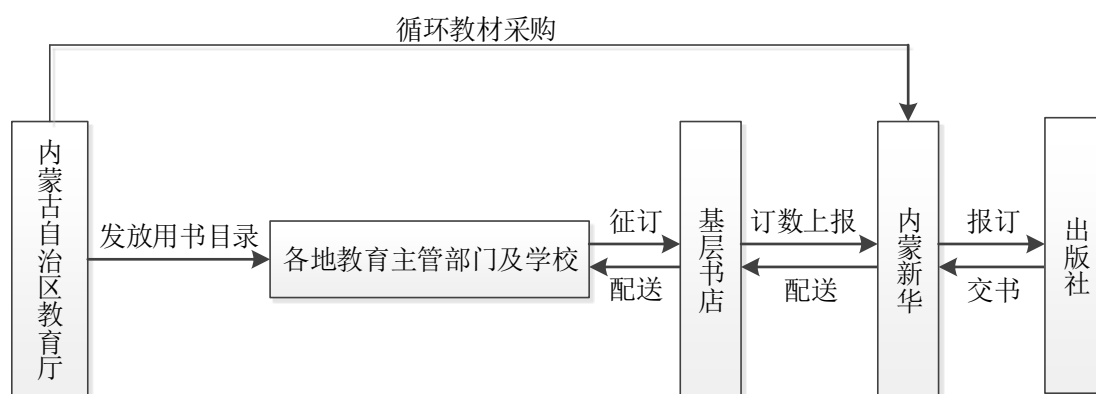 循环教材采购
内蒙古自治区教育厅
发放用书目录
各地教育主管部门及学校
征订
配送
基层书店
订数上报
配送
内蒙新华
报订
交书
出版社